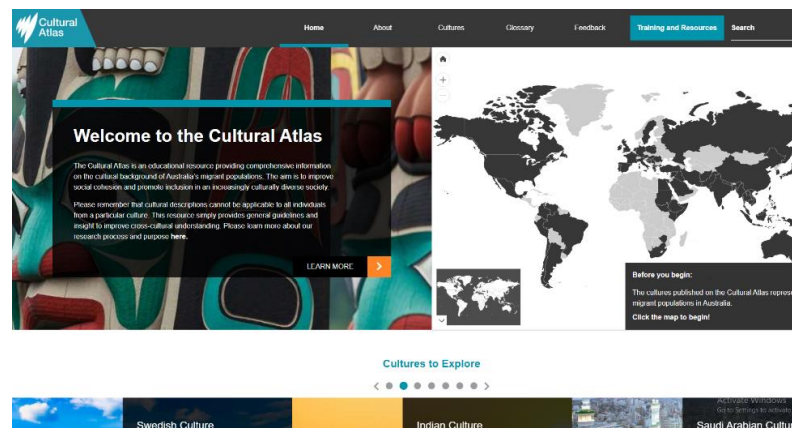 Cultural
Atlas
Home About Cultures Glossary Feedback Training and Resources Search
Welcome to the Cultural Atlas
The Cultural Atlas is an educational resource providing comprehensive information
on the cultural background of Australia's migrant populations. The aim is to improve
social cohesion and promote inclusion in an increasingly culturally diverse society.
Please remember that cultural descriptions cannot be applicable to all individuals
from a particular culture. This resource simply provides general guidelines and
insight to improve cross-cultural understanding. Please learn more about our
research process and purpose here.
LEARN MORE
Before you begin:
The cultures published on the Cultural Atlas represe
migrant populations in Australia.
Click the map to begin!
Cultures to Explore
Activate Windows
Go to Settings to activate
Swedish Culture
Indian Culture
Saudi Arabian Cultur